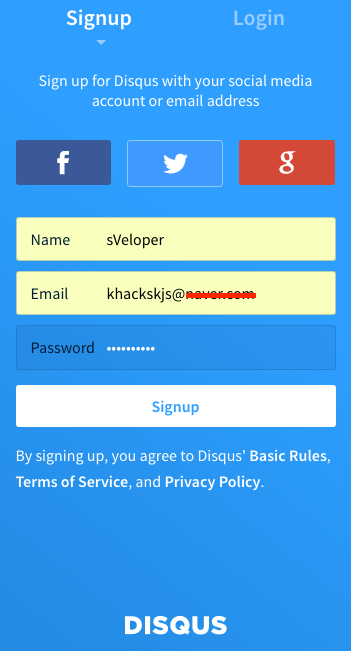 Signup Login
Sign up for Disqus with your social media
account or email address
f g
Name sVeloper
Email khackskjs@
Password ••••••••••
Signup
By signing up, you agree to Disqus' Basic Rules,
Terms of Service, and Privacy Policy.
DISQUS